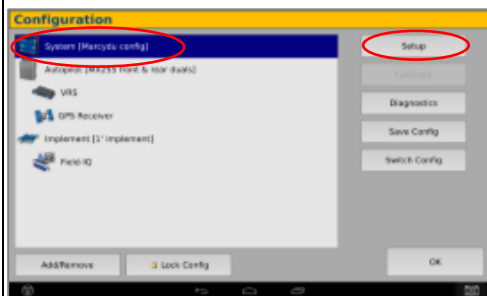 Configuration
System [Marcydu config]
Setup
Autopilot [MX255 Front & rear duals]
Controls
VRS
Diagnostics
GPS Receiver
Save Config
Implement [1' implement]
Switch Config
Field-IQ
Add/Remove
Lock Config
OK